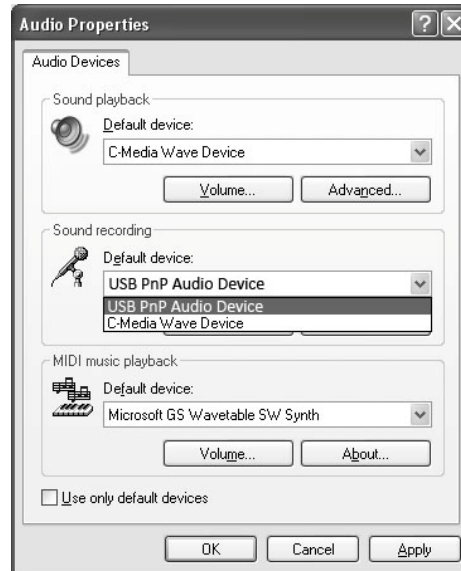 Audio Properties
Audio Devices
Sound playback
Default device:
C-Media Wave Device
Volume... Advanced...
Sound recording
Default device:
USB PnP Audio Device
USB PnP Audio Device
C-Media Wave Device
MIDI music playback
Default device:
Microsoft GS Wavetable SW Synth
Volume... About...
Use only default devices
OK Cancel Apply